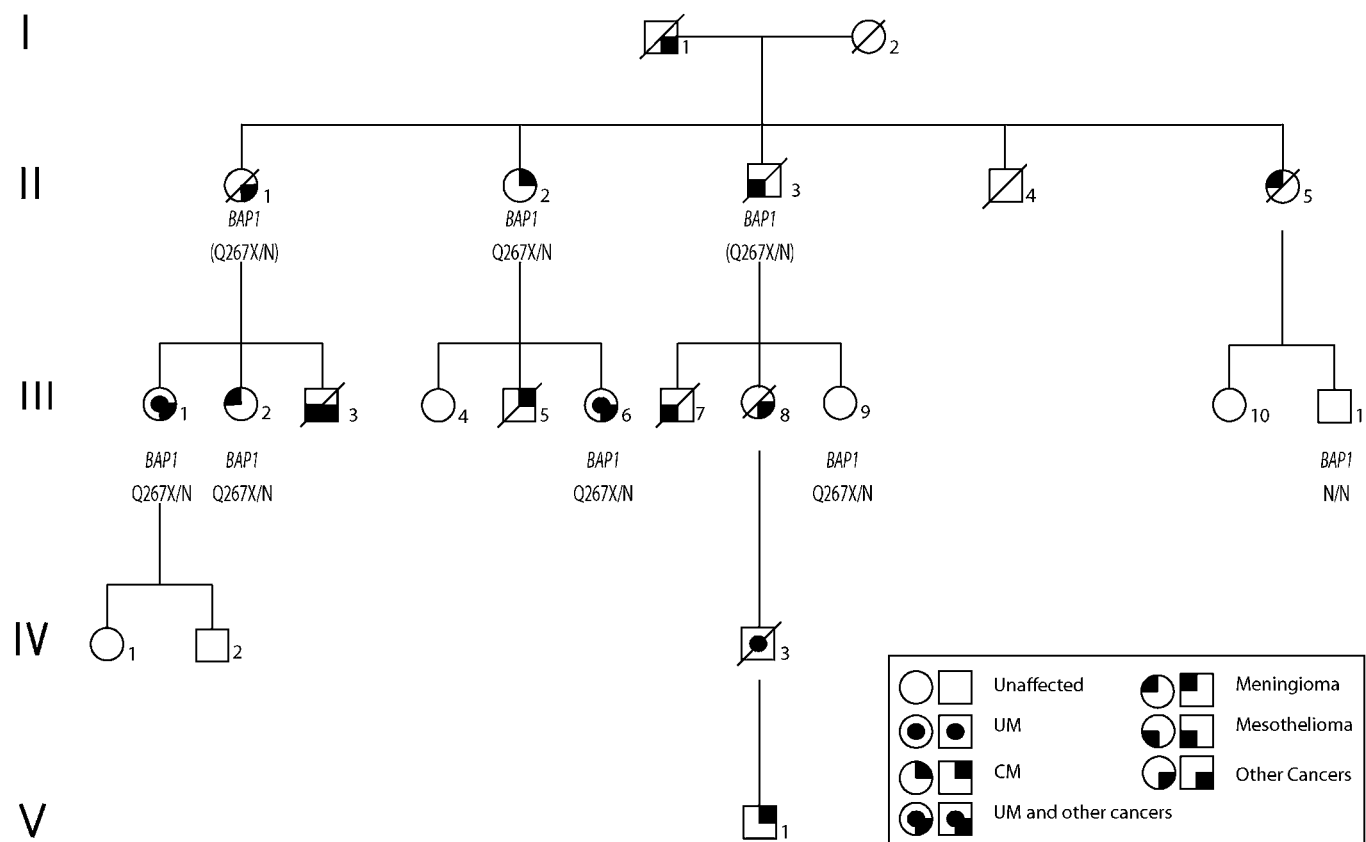 I
1
2
II
1 2 3 4 5
BAP1 BAP1 BAP1
(Q267X/N) Q267X/N (Q267X/N)
III
1 2 3 4 5 6 7 8 9 10 1
BAP1 BAP1 BAP1 BAP1 BAP1
Q267X/N Q267X/N Q267X/N Q267X/N N/N
IV
1 2 3
Unaffected
UM
CM
UM and other cancers
Meningioma
Mesothelioma
Other Cancers
V
1